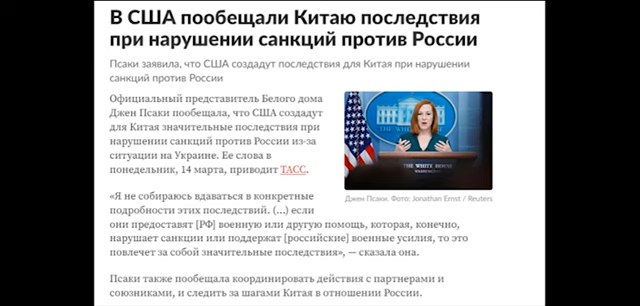 В США пообещали Китаю последствия
при нарушении санкций против России
Псаки заявила, что США создадут последствия для Китая при нарушении
санкций против России
Официальный представитель Белого дома
Джен Псаки пообещала, что США создадут
для Китая значительные последствия при
нарушении санкций против России из-за
ситуации на Украине. Ее слова в
понедельник, 14 марта, приводит ТАСС.
THE WHITE HOUSE
Джен Псаки. Фото: Jonathan Ernst / Reuters
«Я не собираюсь вдаваться в конкретные
подробности этих последствий. (...) если
они предоставят [РФ] военную или другую помощь, которая, конечно,
нарушает санкции или поддержат [российские] военные усилия, то это
повлечет за собой значительные последствия», — сказала она.
Псаки также пообещала координировать действия с партнерами и
союзниками, и следить за шагами Китая в отношении России.